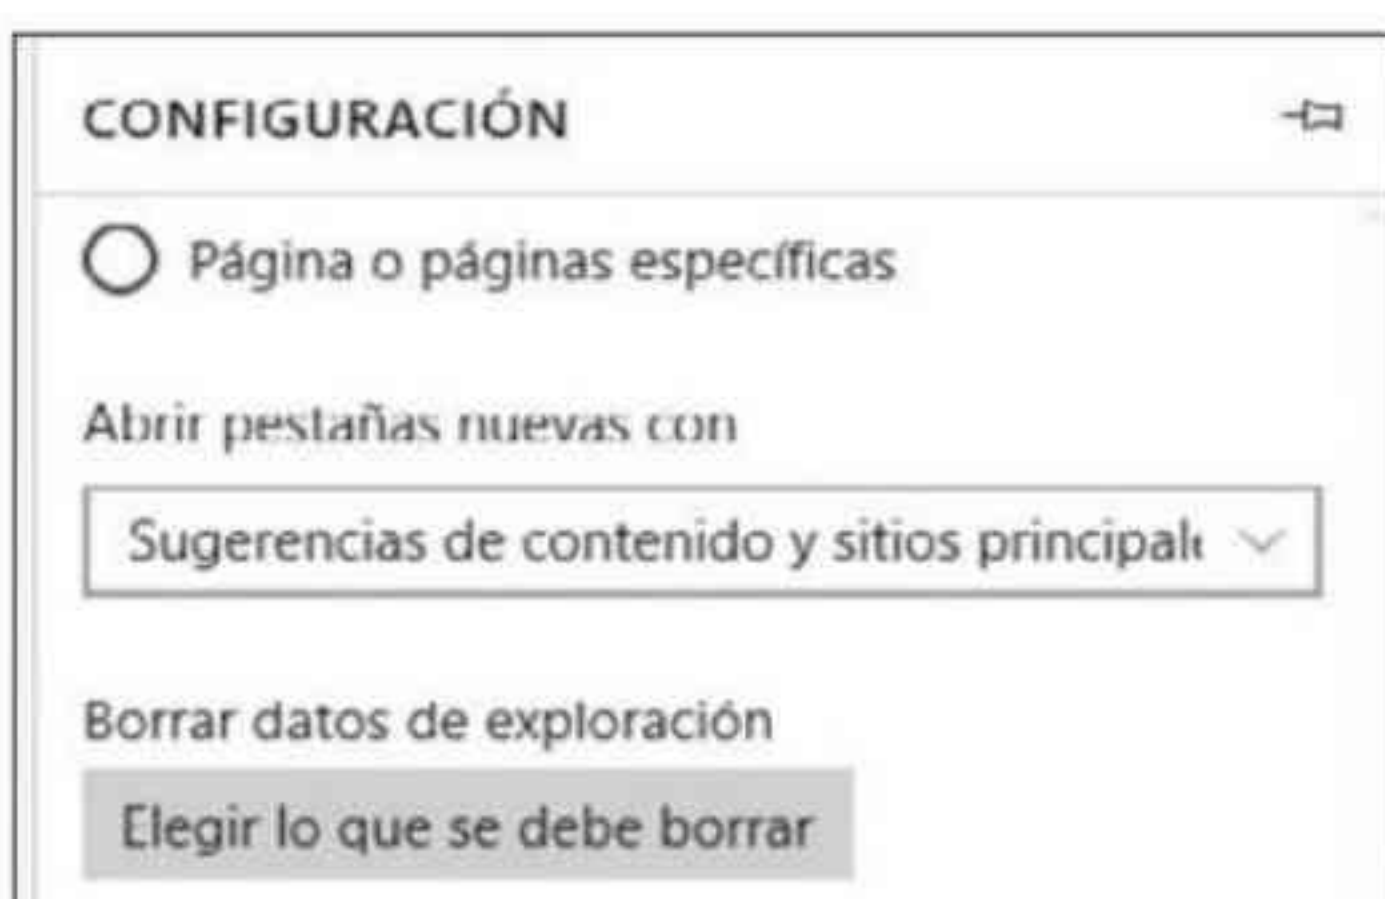 CONFIGURACIÓN
Página o páginas específicas
Abrir pestañas nuevas con
Sugerencias de contenido y sitios principale
Borrar datos de exploración
Elegir lo que se debe borrar